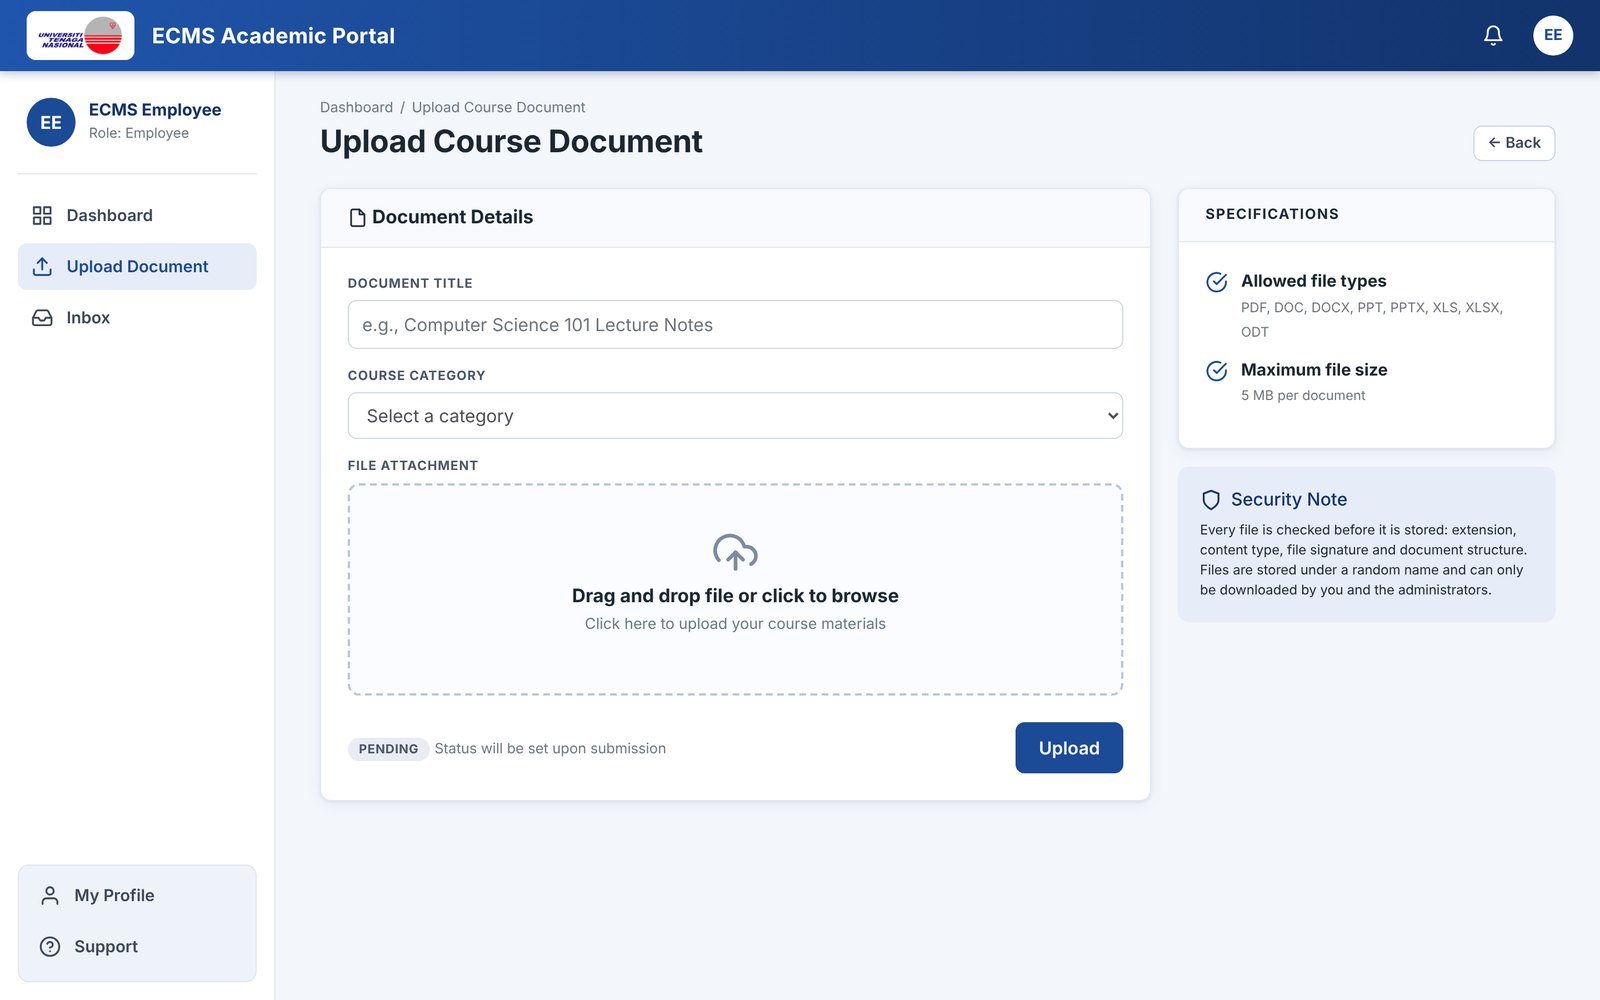 UNIVERSITI
TENAGA
NASIONAL
ECMS Academic Portal
EE
EE
ECMS Employee
Role: Employee
Dashboard
Upload Document
Inbox
My Profile
Support
Dashboard / Upload Course Document
Upload Course Document
← Back
Document Details
DOCUMENT TITLE
e.g., Computer Science 101 Lecture Notes
COURSE CATEGORY
Select a category
FILE ATTACHMENT
Drag and drop file or click to browse
Click here to upload your course materials
PENDING Status will be set upon submission
Upload
SPECIFICATIONS
Allowed file types
PDF, DOC, DOCX, PPT, PPTX, XLS, XLSX,
ODT
Maximum file size
5 MB per document
Security Note
Every file is checked before it is stored: extension,
content type, file signature and document structure.
Files are stored under a random name and can only
be downloaded by you and the administrators.